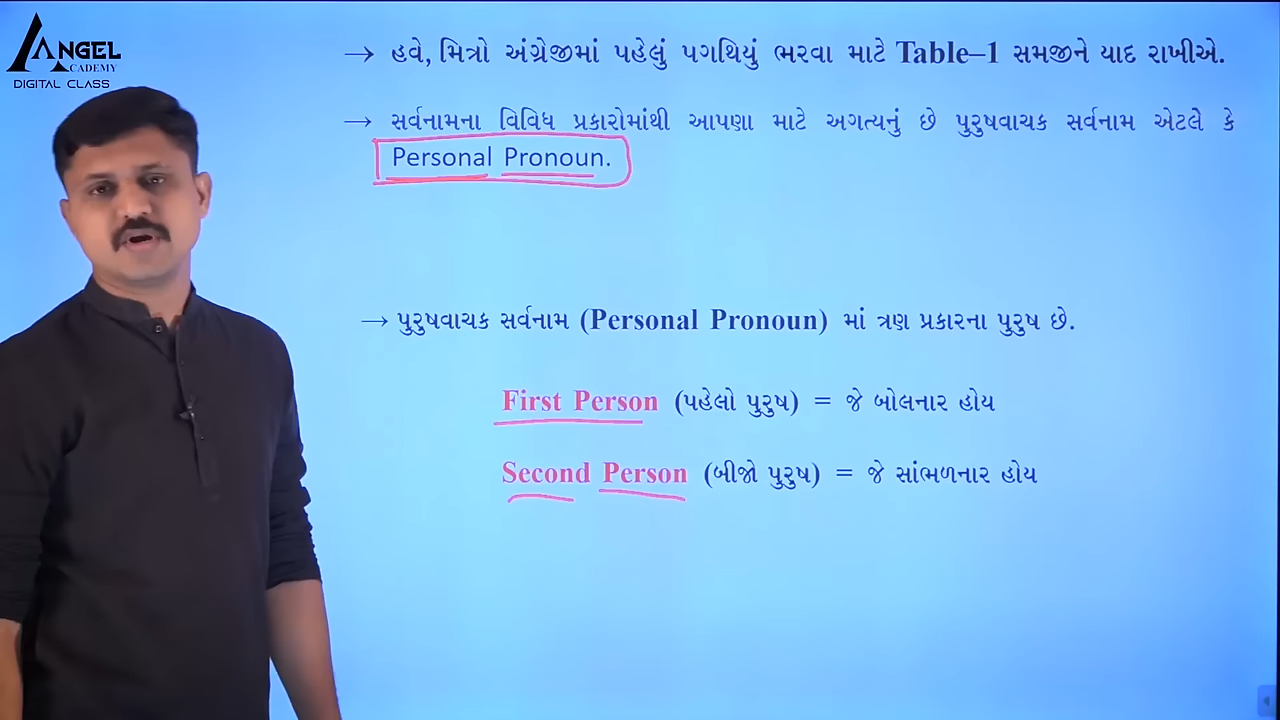 ANGEL
ACADEMY
DIGITAL CLASS
→ હવે, મિત્રો અંગ્રેજીમાં પહેલું પગથિયું ભરવા માટે Table–1 સમજીને યાદ રાખીએ.
→ સર્વનામના વિવિધ પ્રકારોમાંથી આપણા માટે અગત્યનું છે પુરુષવાચક સર્વનામ એટલે કે
Personal Pronoun.
→ પુરુષવાચક સર્વનામ (Personal Pronoun) માં ત્રણ પ્રકારના પુરુષ છે.
First Person (પહેલો પુરુષ) = જે બોલનાર હોય
Second Person (બીજો પુરુષ) = જે સાંભળનાર હોય